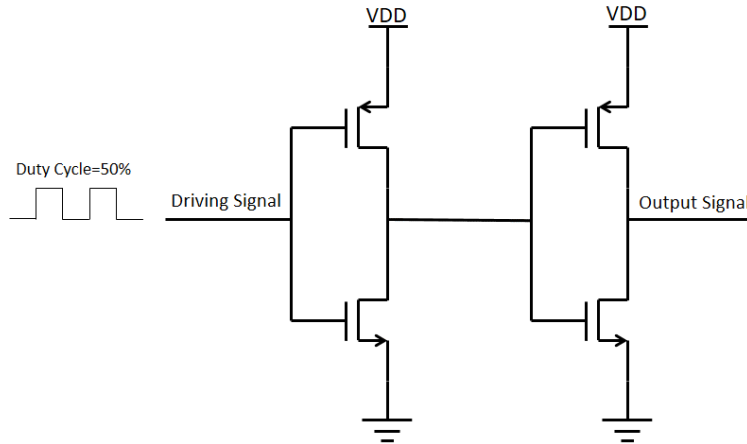 VDD
VDD
Duty Cycle=50%
Driving Signal
Output Signal